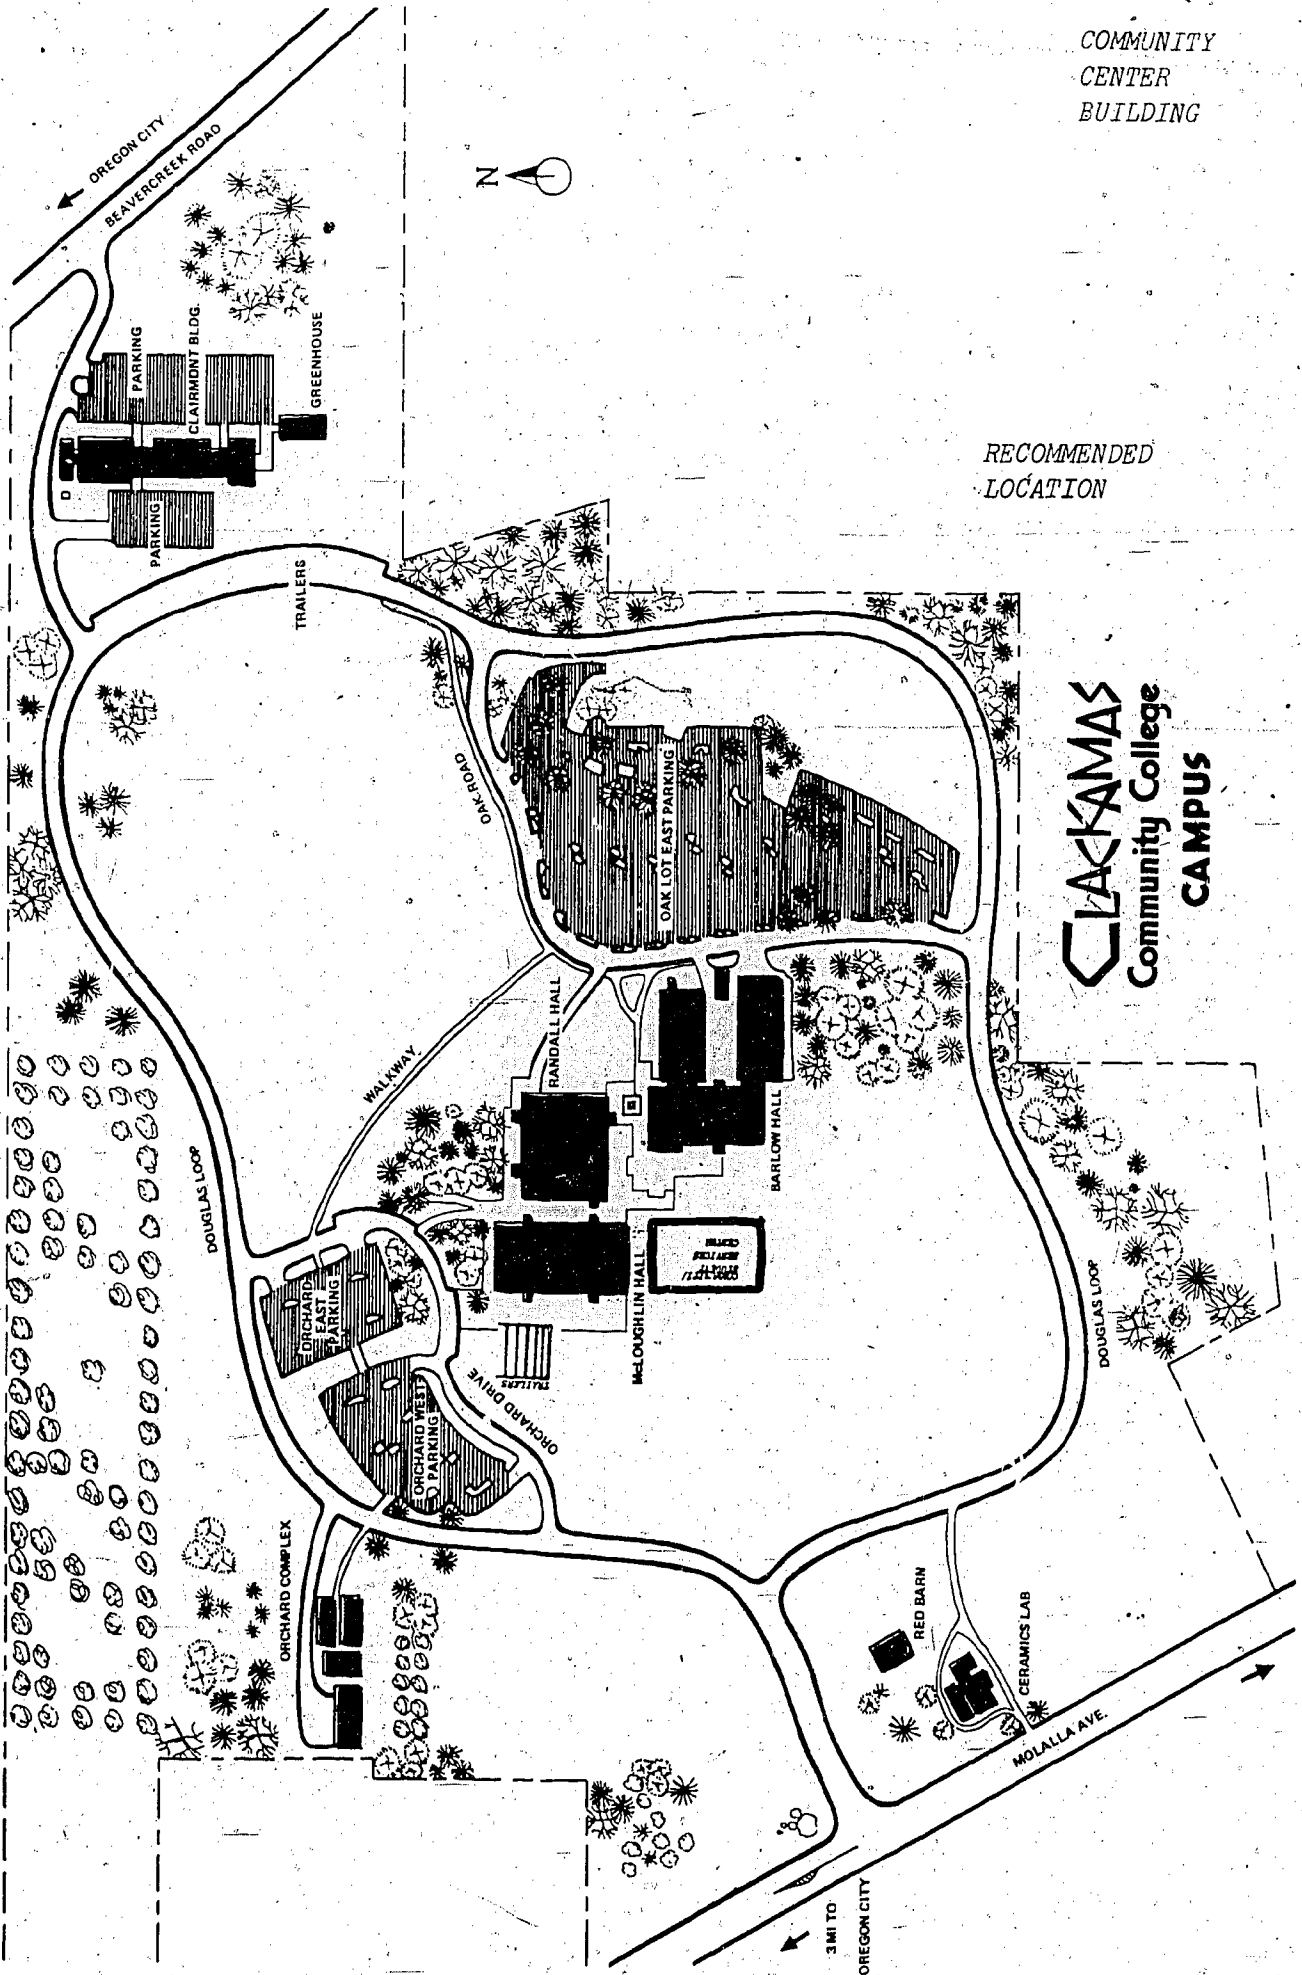 COMMUNITY
CENTER
BUILDING
OREGON CITY
BEAVERCREEK ROAD
N
PARKING
CLAIRMONT BLDG.
GREENHOUSE
PARKING
RECOMMENDED
LOCATION
TRAILERS
OAK ROAD
OAK LOT EAST PARKING
CLACKAMAS
Community College
CAMPUS
WALKWAY
RANDALL HALL
BARLOW HALL
DOUGLAS LOOP
ORCHARD
EAST
PARKING
McLOUGHLIN HALL
COMMUNITY/
SERVICES
CENTER
TRAILERS
ORCHARD DRIVE
ORCHARD WEST
PARKING
DOUGLAS LOOP
ORCHARD COMPLEX
RED BARN
CERAMICS LAB
MOLALLA AVE.
3 MI TO
OREGON CITY